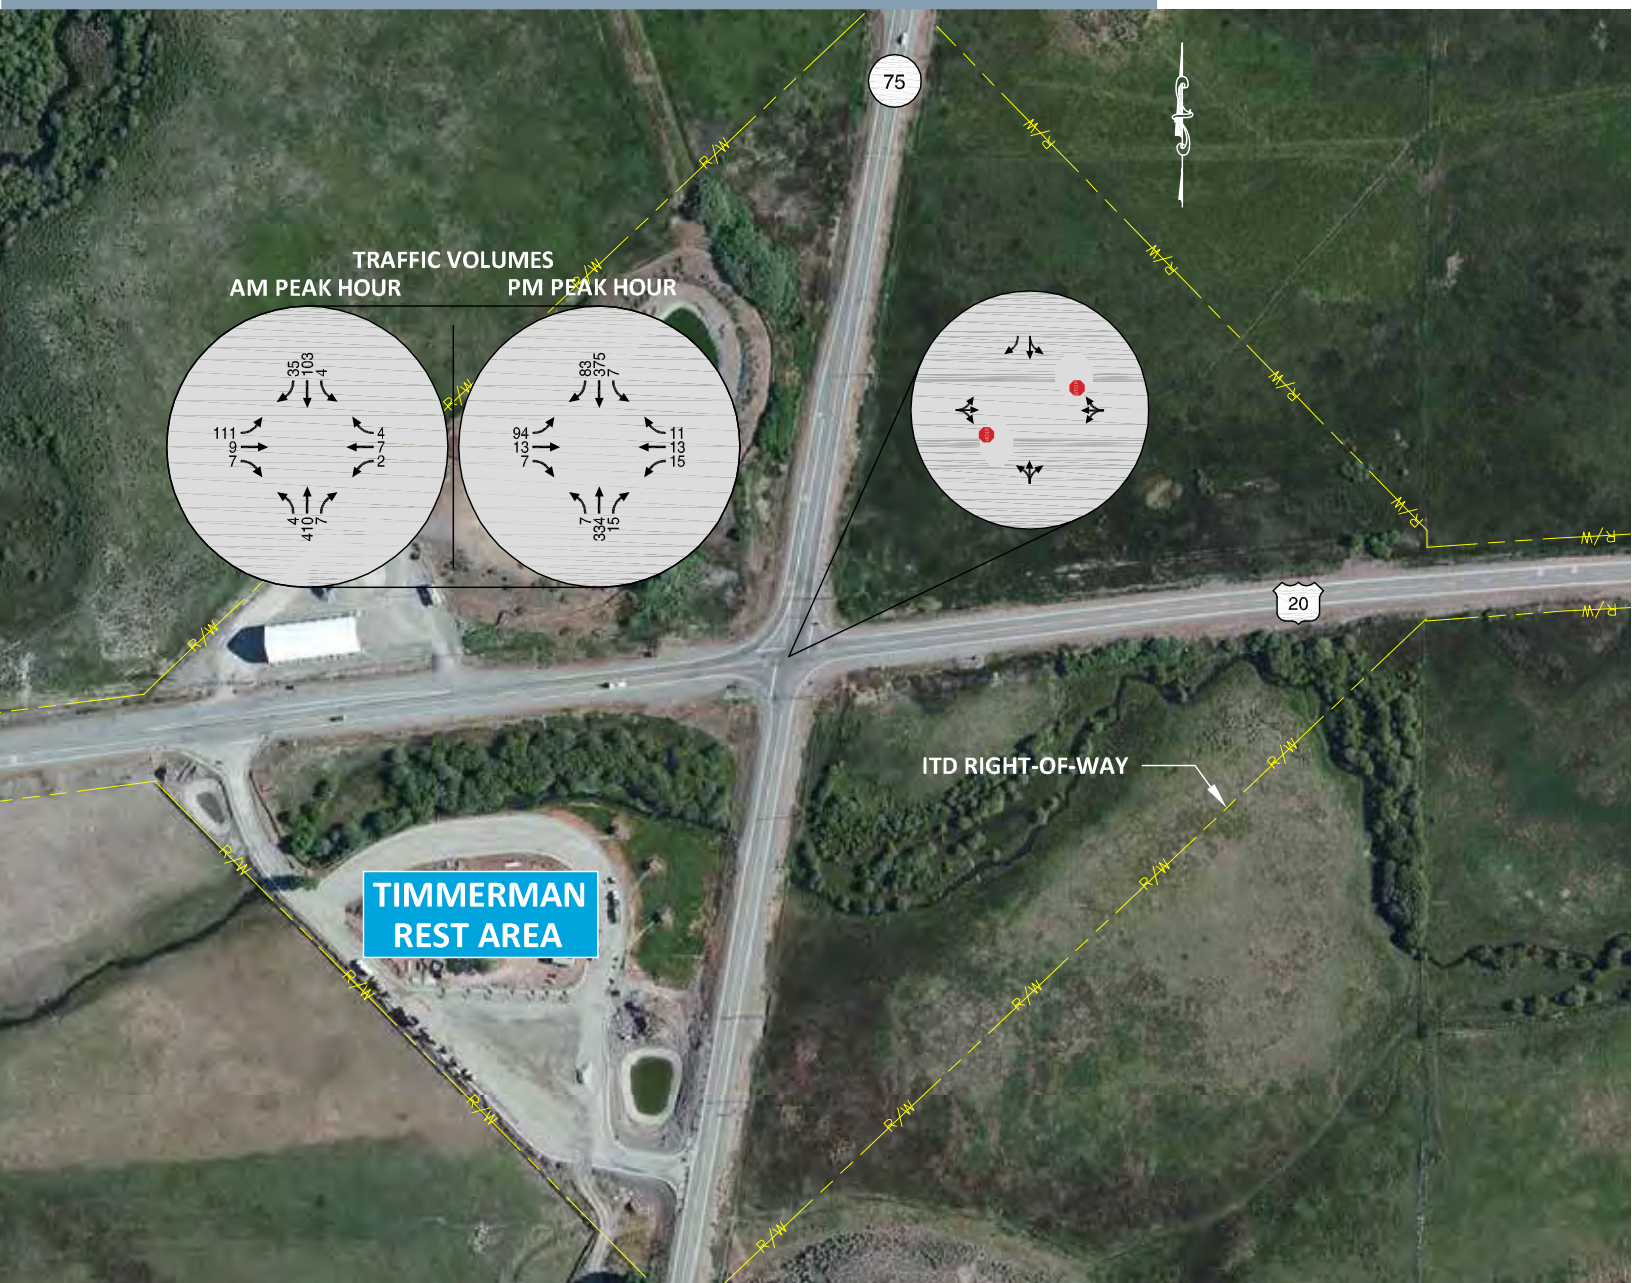 75
R/W
R/W
R/W
TRAFFIC VOLUMES
AM PEAK HOUR
PM PEAK HOUR
R/W
R/W
35
103
4
83
375
7
R/W
R/W
111
9
7
4
7
2
94
13
7
11
13
15
4
410
7
7
334
15
R/W
R/W
20
R/W
R/W
R/W
ITD RIGHT-OF-WAY
R/W
R/W
TIMMERMAN
REST AREA
R/W
R/W
R/W
R/W
R/W